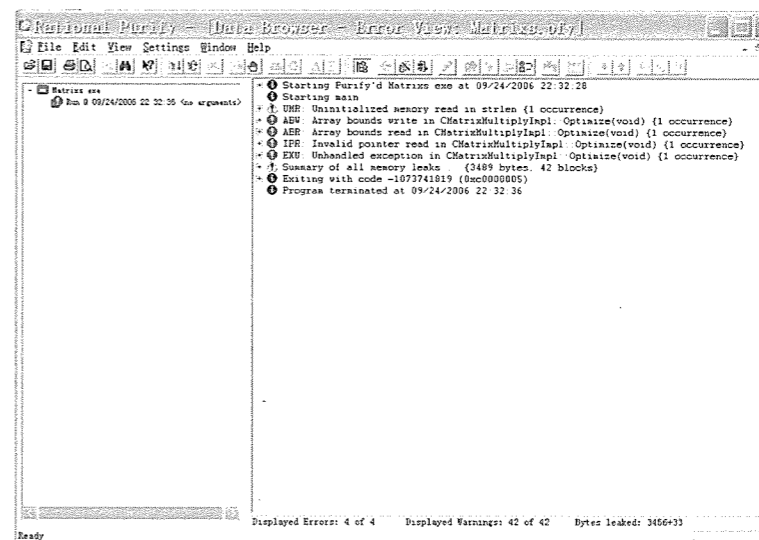 Rational Purify - [Data Browser - Error View: Matrixs.pfy]
File Edit View Settings Window Help
Matrixs exe
Run @ 09/24/2006 22 32:35 <no arguments>
Starting Purify'd Matrixs exe at 09/24/2006 22:32:28
Starting main
UMR: Uninitialized memory read in strlen {1 occurrence}
ABW: Array bounds write in CMatrixMultiplyImpl::Optimize(void) {1 occurrence}
ABR: Array bounds read in CMatrixMultiplyImpl::Optimize(void) {1 occurrence}
IPR: Invalid pointer read in CMatrixMultiplyImpl::Optimize(void) {1 occurrence}
EXU: Unhandled exception in CMatrixMultiplyImpl::Optimize(void) {1 occurrence}
Summary of all memory leaks . {3489 bytes, 42 blocks}
Exiting with code -1073741819 (0xc0000005)
Program terminated at 09/24/2006 22 32:36
Displayed Errors: 4 of 4 Displayed Warnings: 42 of 42 Bytes leaked: 3456+33
Ready